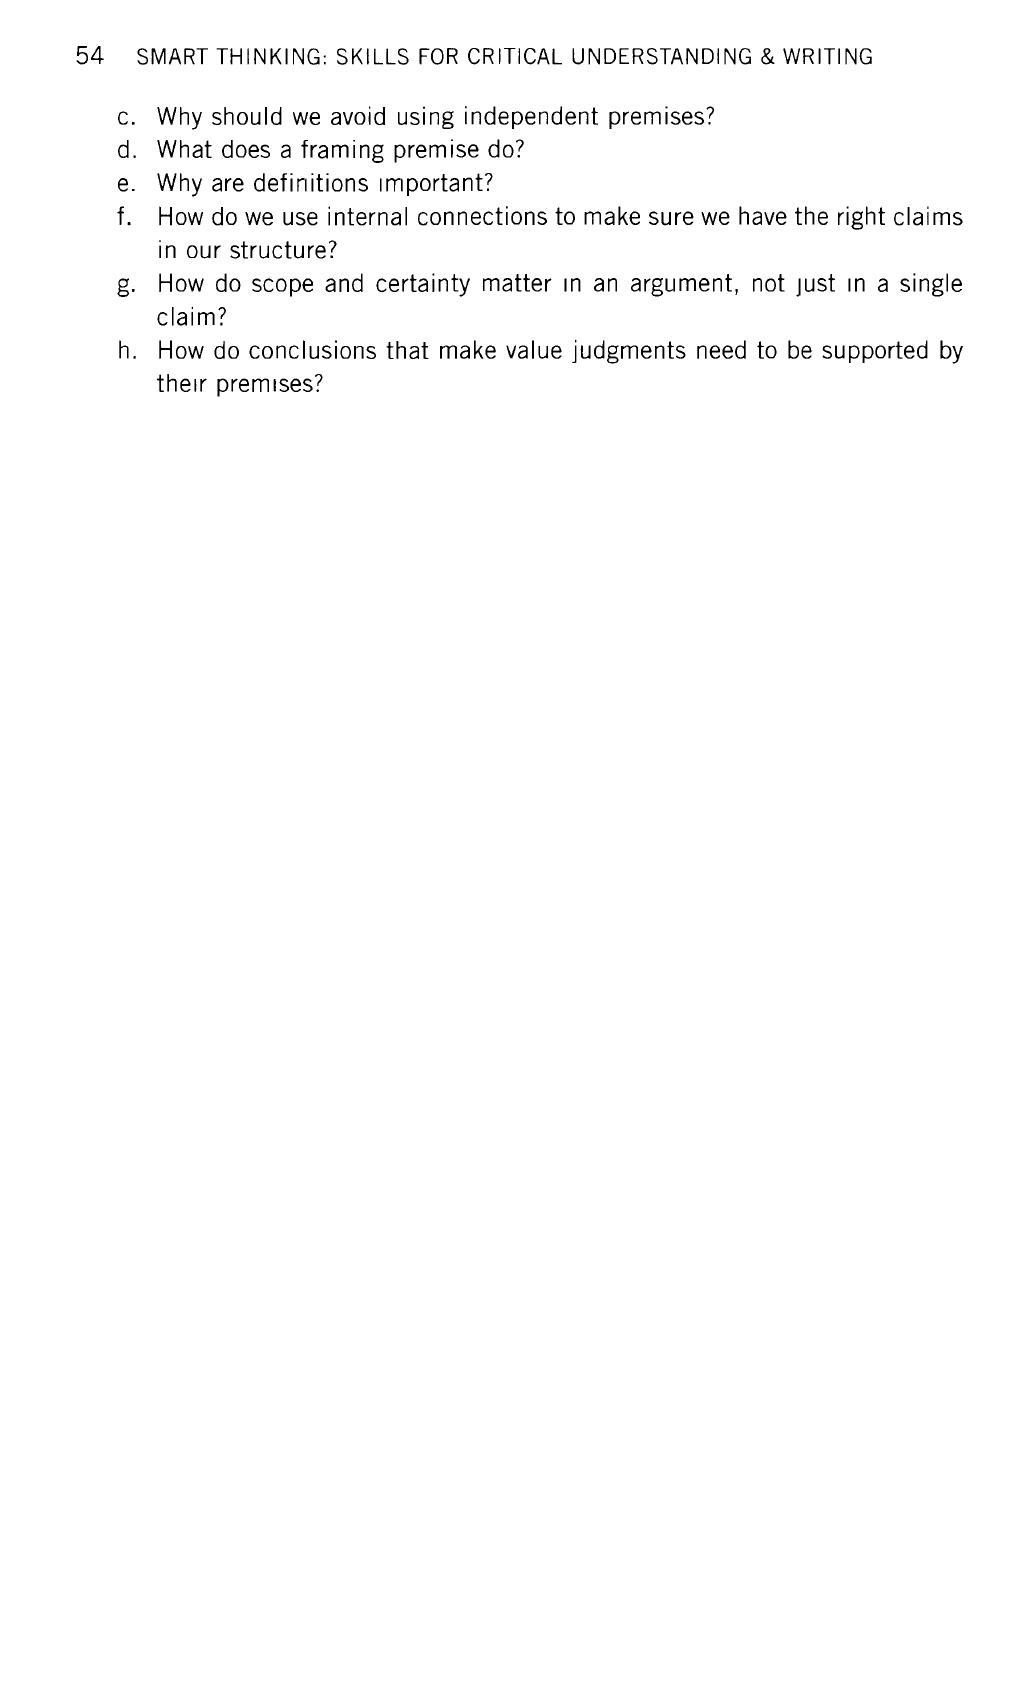 54 SMART THINKING: SKILLS FOR CRITICAL UNDERSTANDING & WRITING
c. Why should we avoid using independent premises?
d. What does a framing premise do?
e. Why are definitions important?
f. How do we use internal connections to make sure we have the right claims
in our structure?
g. How do scope and certainty matter in an argument, not just in a single
claim?
h. How do conclusions that make value judgments need to be supported by
their premises?